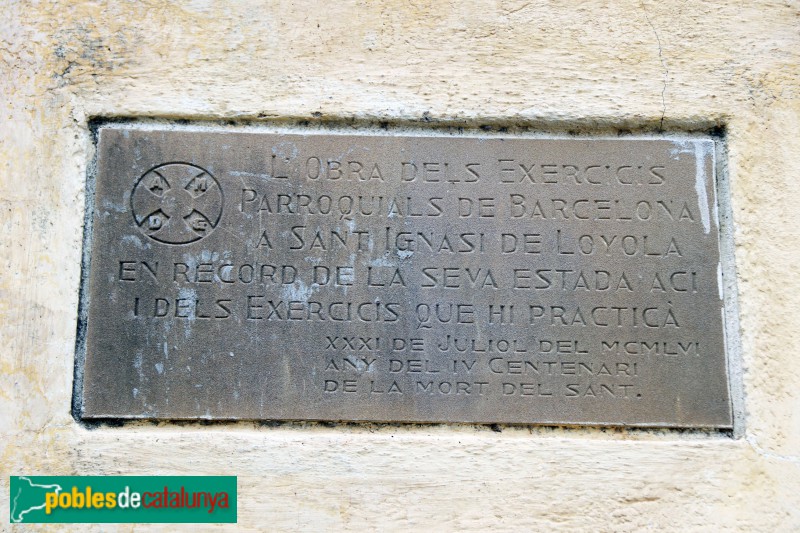 L'OBRA DELS EXERCICIS
PARROQUIALS DE BARCELONA
A SANT IGNASI DE LOYOLA
EN RECORD DE LA SEVA ESTADA ACI
I DELS EXERCICIS QUE HI PRACTICÀ
XXXI DE JULIOL DEL MCMLVI
ANY DEL IV CENTENARI
DE LA MORT DEL SANT.
A M
D G
poblesdecatalunya